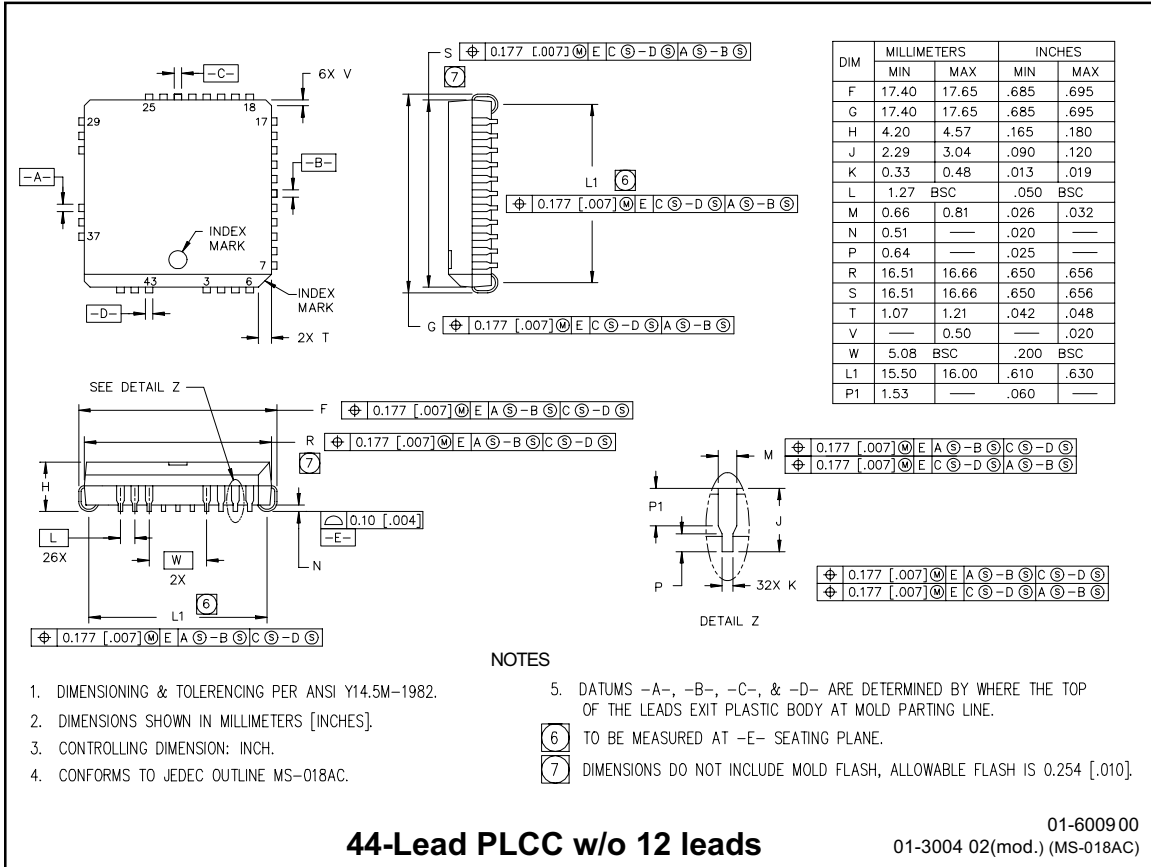 -C-
6X V
25
18
29
17
-B-
-A-
INDEX
MARK
37
7
43
3
6
INDEX
MARK
-D-
2X T
S ⌖ 0.177 [.007]Ⓜ E C Ⓢ-D Ⓢ A Ⓢ-B Ⓢ
7
L1 6
⌖ 0.177 [.007]Ⓜ E C Ⓢ-D Ⓢ A Ⓢ-B Ⓢ
G ⌖ 0.177 [.007]Ⓜ E C Ⓢ-D Ⓢ A Ⓢ-B Ⓢ
DIM MILLIMETERS INCHES
MIN MAX MIN MAX
F 17.40 17.65 .685 .695
G 17.40 17.65 .685 .695
H 4.20 4.57 .165 .180
J 2.29 3.04 .090 .120
K 0.33 0.48 .013 .019
L 1.27 BSC .050 BSC
M 0.66 0.81 .026 .032
N 0.51 — .020 —
P 0.64 — .025 —
R 16.51 16.66 .650 .656
S 16.51 16.66 .650 .656
T 1.07 1.21 .042 .048
V — 0.50 — .020
W 5.08 BSC .200 BSC
L1 15.50 16.00 .610 .630
P1 1.53 — .060 —
SEE DETAIL Z
F ⌖ 0.177 [.007]Ⓜ E A Ⓢ-B Ⓢ C Ⓢ-D Ⓢ
R ⌖ 0.177 [.007]Ⓜ E A Ⓢ-B Ⓢ C Ⓢ-D Ⓢ
7
H
⌓ 0.10 [.004]
-E-
L
26X
W
2X
N
L1 6
⌖ 0.177 [.007]Ⓜ E A Ⓢ-B Ⓢ C Ⓢ-D Ⓢ
M ⌖ 0.177 [.007]Ⓜ E A Ⓢ-B Ⓢ C Ⓢ-D Ⓢ
⌖ 0.177 [.007]Ⓜ E C Ⓢ-D Ⓢ A Ⓢ-B Ⓢ
P1
J
P
32X K
⌖ 0.177 [.007]Ⓜ E A Ⓢ-B Ⓢ C Ⓢ-D Ⓢ
⌖ 0.177 [.007]Ⓜ E C Ⓢ-D Ⓢ A Ⓢ-B Ⓢ
DETAIL Z
NOTES
1. DIMENSIONING & TOLERENCING PER ANSI Y14.5M-1982.
2. DIMENSIONS SHOWN IN MILLIMETERS [INCHES].
3. CONTROLLING DIMENSION: INCH.
4. CONFORMS TO JEDEC OUTLINE MS-018AC.
5. DATUMS -A-, -B-, -C-, & -D- ARE DETERMINED BY WHERE THE TOP
OF THE LEADS EXIT PLASTIC BODY AT MOLD PARTING LINE.
6 TO BE MEASURED AT -E- SEATING PLANE.
7 DIMENSIONS DO NOT INCLUDE MOLD FLASH, ALLOWABLE FLASH IS 0.254 [.010].
44-Lead PLCC w/o 12 leads
01-6009 00
01-3004 02(mod.) (MS-018AC)